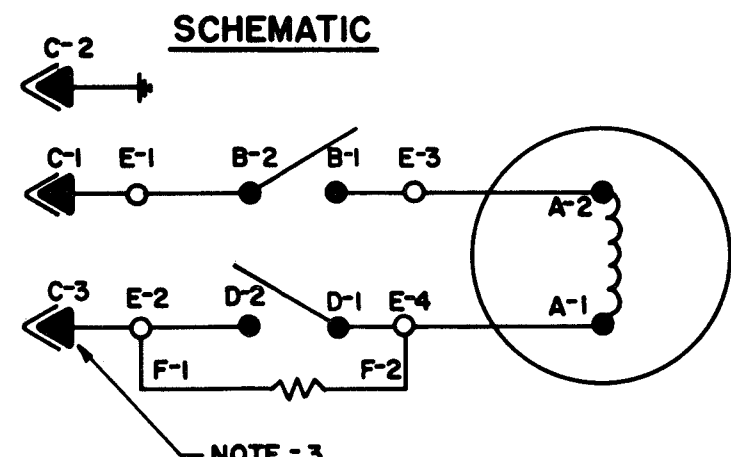 SCHEMATIC
C-2
C-1 E-1 B-2 B-1 E-3
A-2
C-3 E-2 D-2 D-1 E-4 A-1
F-1 F-2
NOTE - 3